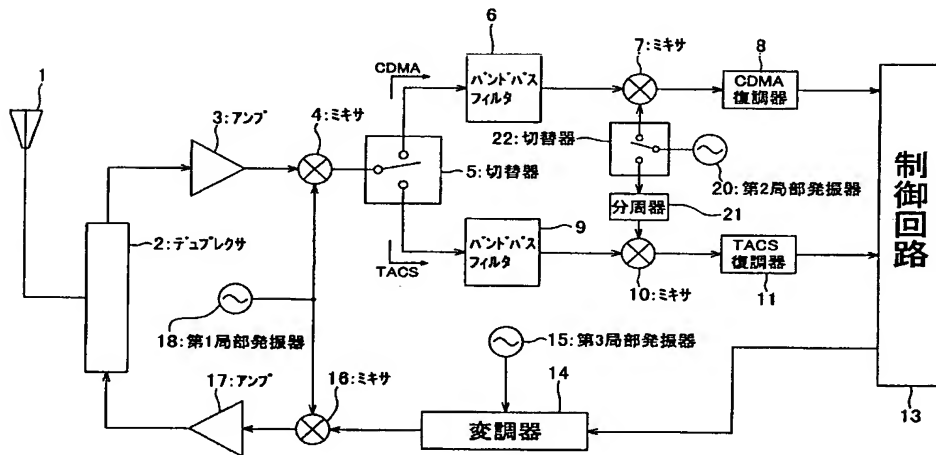 1
2:デュプレクサ
3:アンプ
4:ミキサ
5:切替器
CDMA
TACS
6
バンドパス
フィルタ
7:ミキサ
8
CDMA
復調器
22:切替器
20:第2局部発振器
分周器
21
9
バンドパス
フィルタ
10:ミキサ
TACS
復調器
11
制御回路
13
18:第1局部発振器
15:第3局部発振器
17:アンプ
16:ミキサ
14
変調器